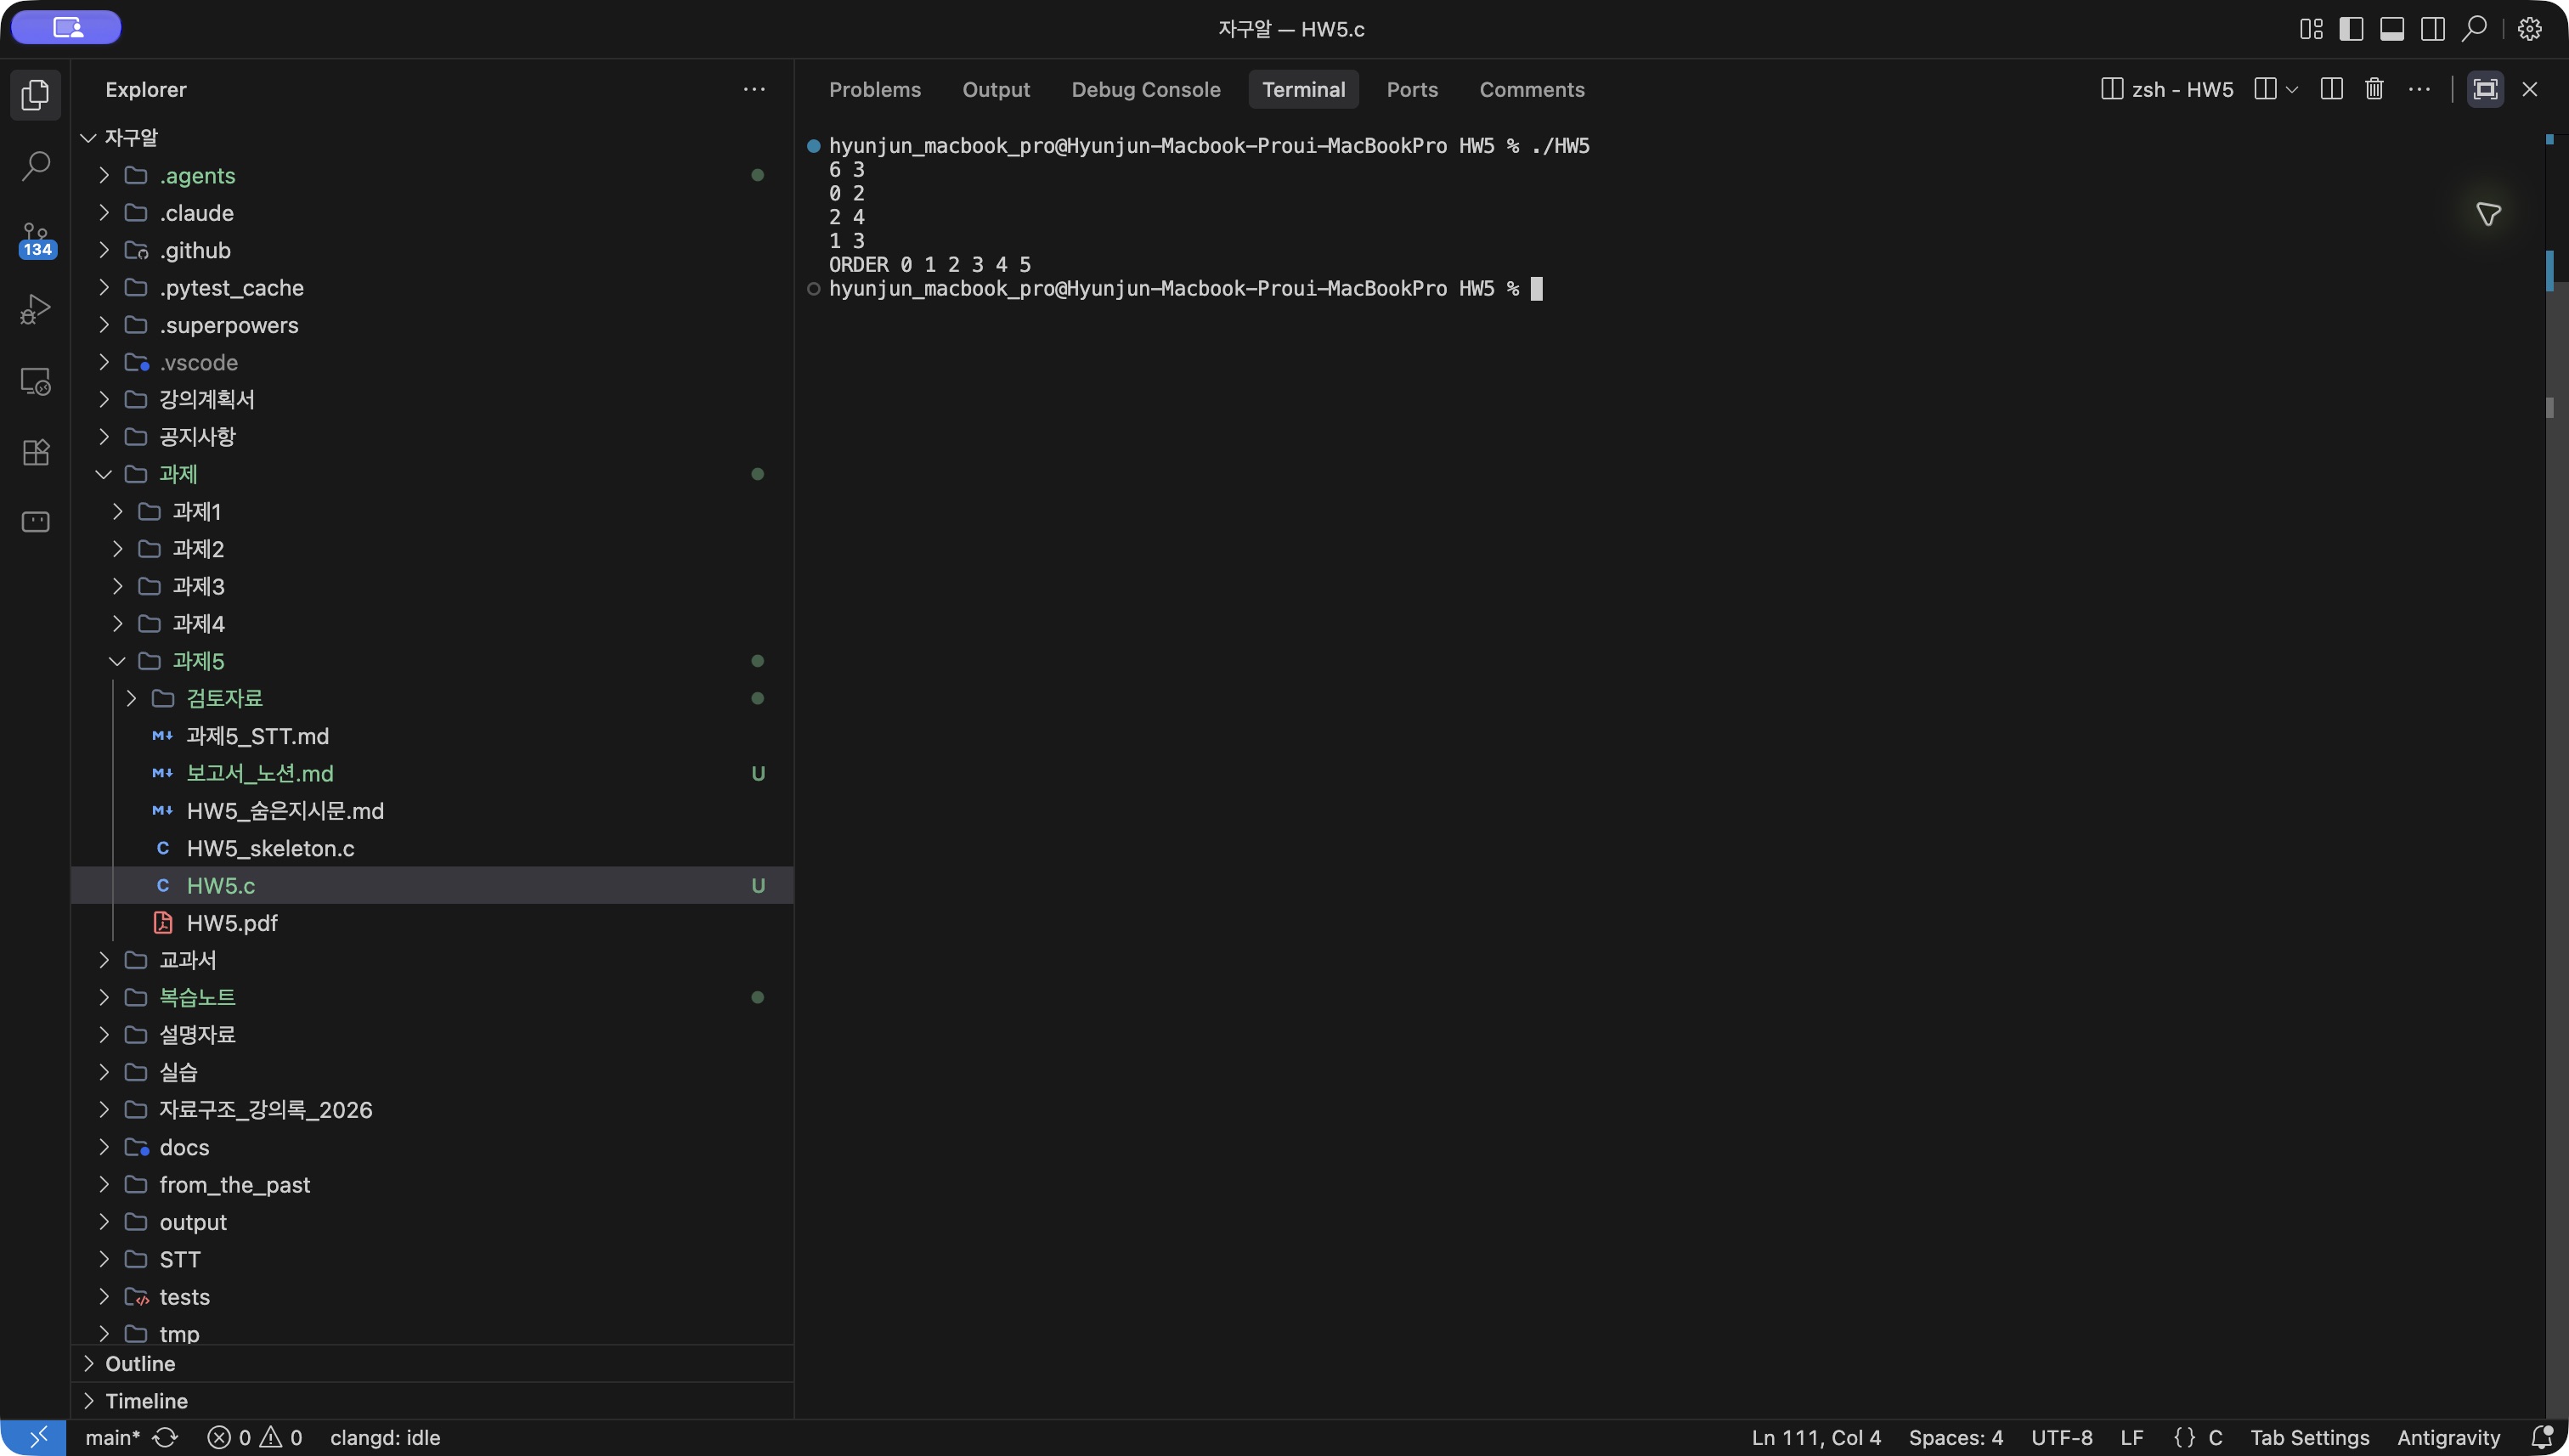 자구알 — HW5.c
Explorer
자구알
.agents
.claude
134
.github
.pytest_cache
.superpowers
.vscode
강의계획서
공지사항
과제
과제1
과제2
과제3
과제4
과제5
검토자료
과제5_STT.md
보고서_노션.md U
HW5_숨은지시문.md
C HW5_skeleton.c
C HW5.c U
HW5.pdf
교과서
복습노트
설명자료
실습
자료구조_강의록_2026
docs
from_the_past
output
STT
tests
tmp
Outline
Timeline
Problems Output Debug Console Terminal Ports Comments
zsh - HW5
hyunjun_macbook_pro@Hyunjun-Macbook-Proui-MacBookPro HW5 % ./HW5
6 3
0 2
2 4
1 3
ORDER 0 1 2 3 4 5
hyunjun_macbook_pro@Hyunjun-Macbook-Proui-MacBookPro HW5 %
main* 0 0 clangd: idle
Ln 111, Col 4 Spaces: 4 UTF-8 LF {} C Tab Settings Antigravity